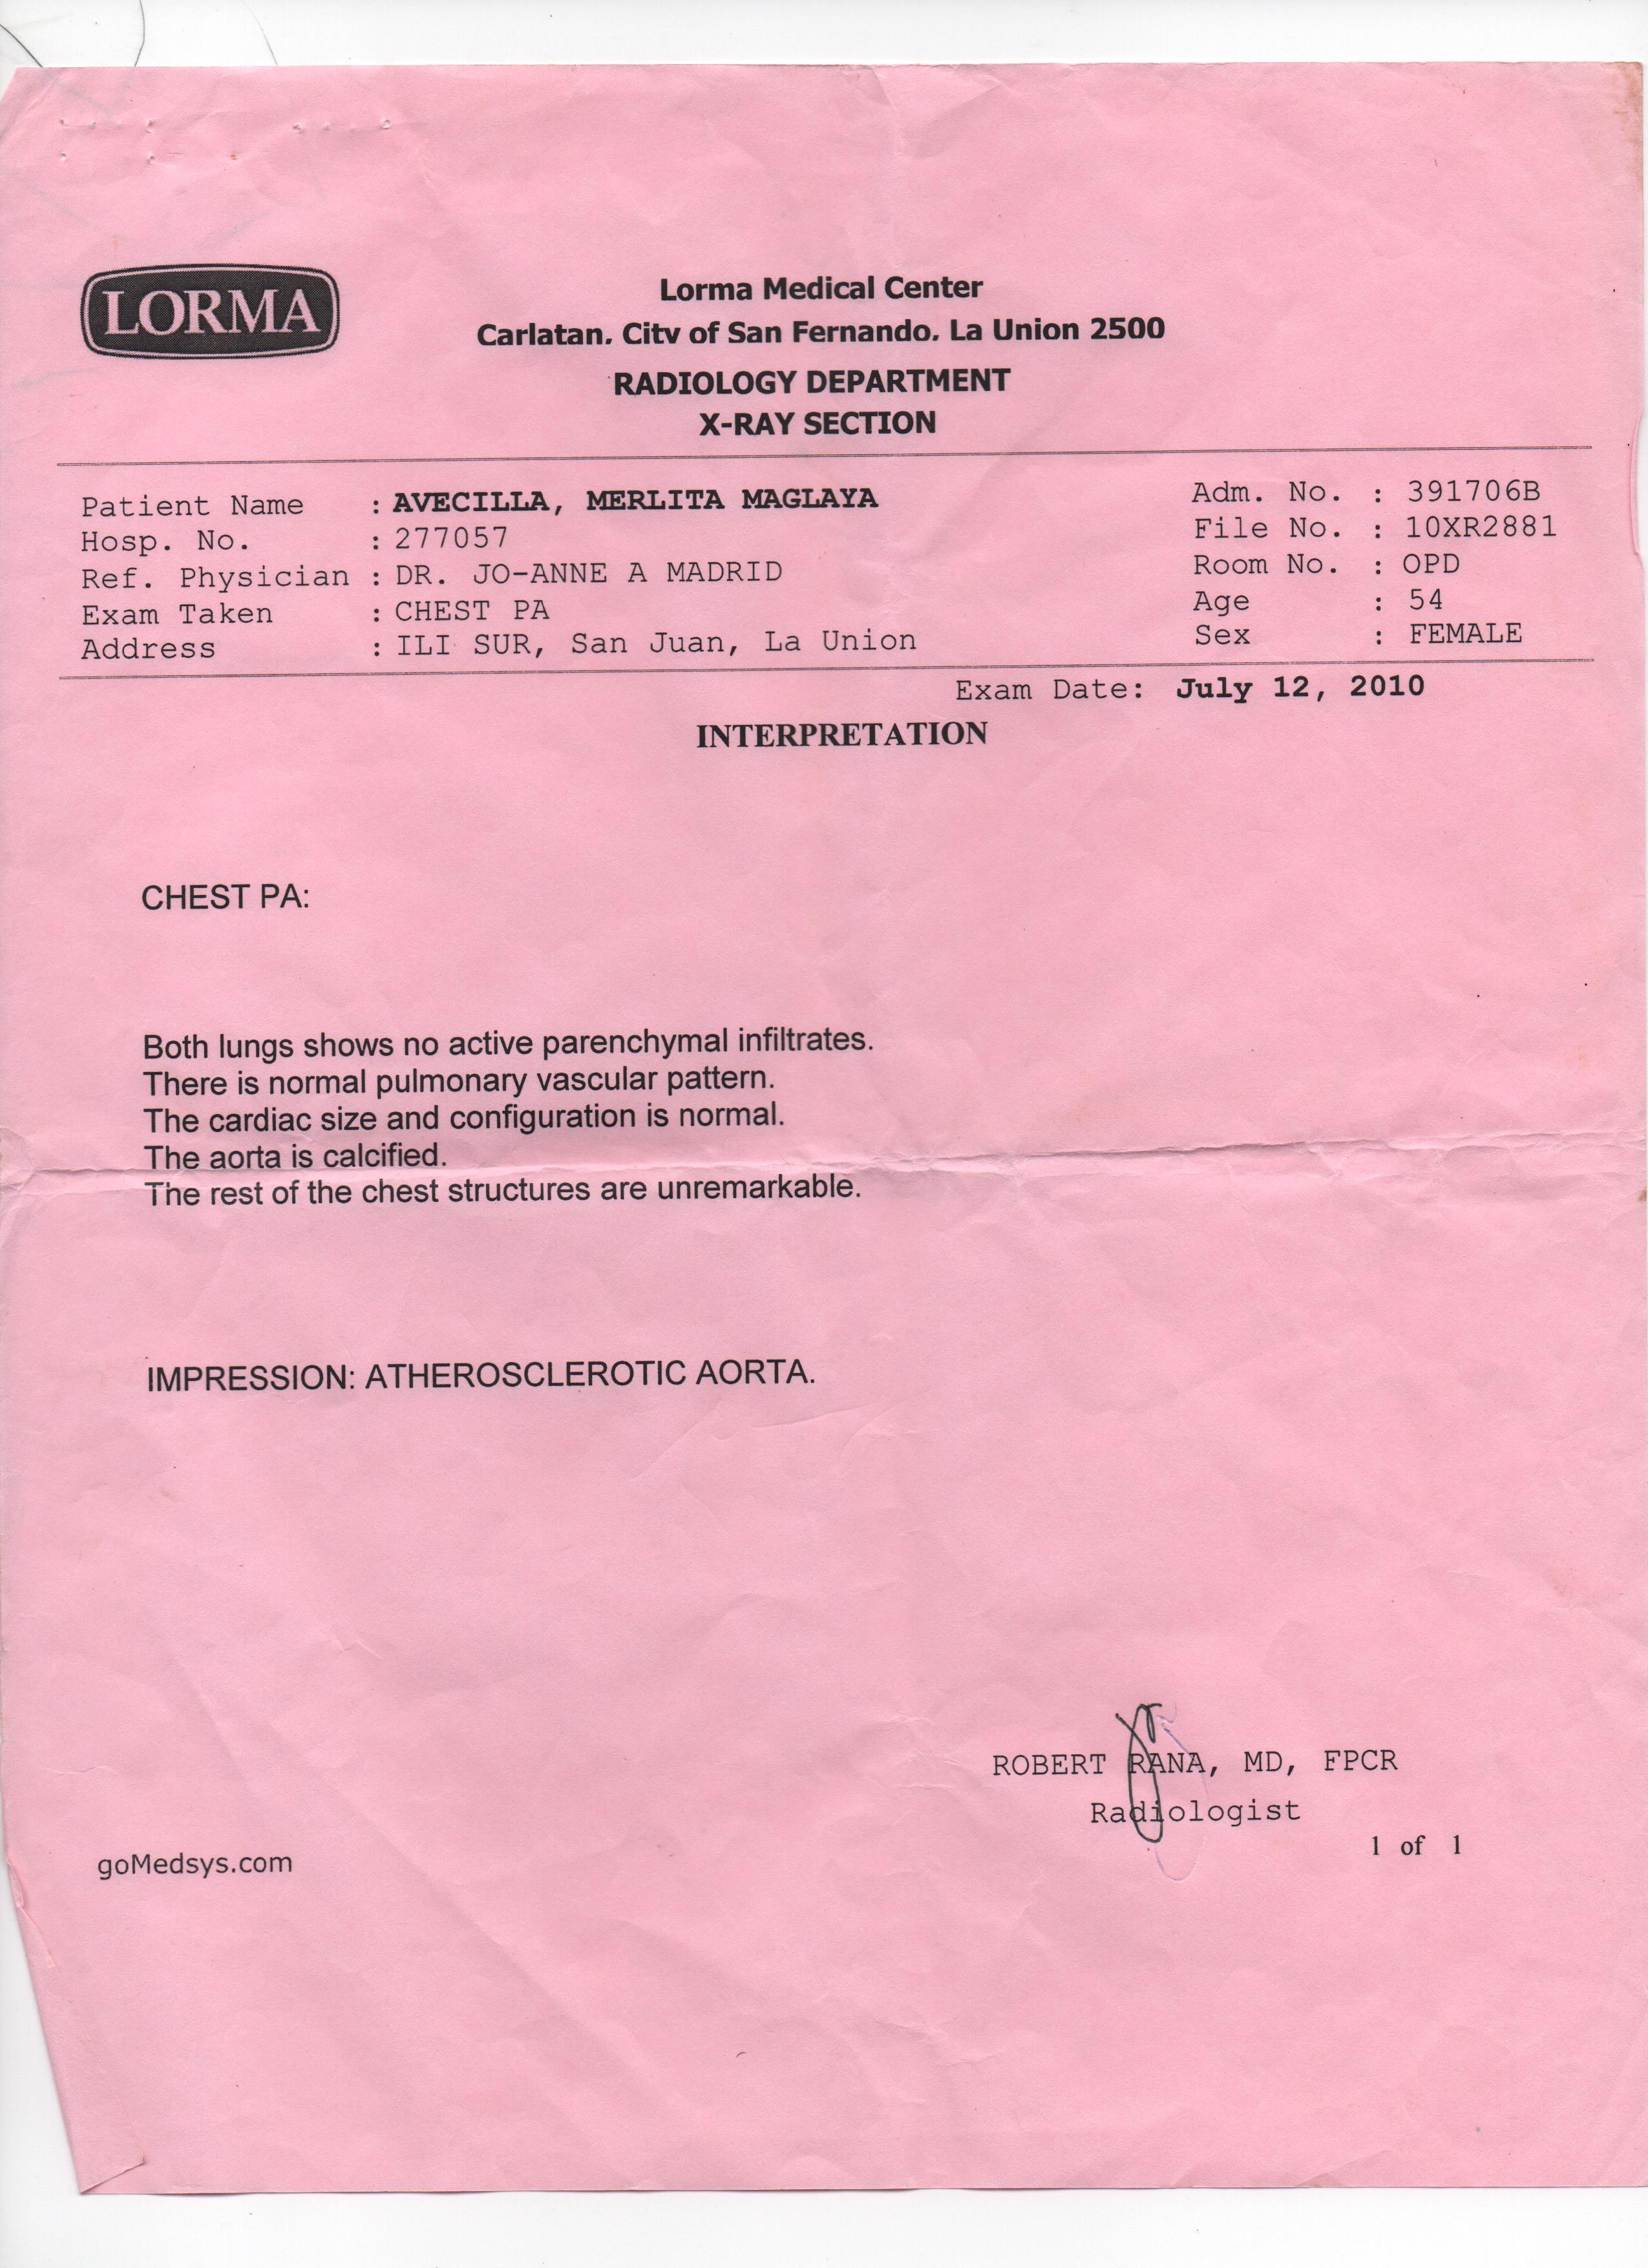 LORMA
Lorma Medical Center
Carlatan. City of San Fernando. La Union 2500
RADIOLOGY DEPARTMENT
X-RAY SECTION
Patient Name : AVECILLA, MERLITA MAGLAYA
Hosp. No. : 277057
Ref. Physician : DR. JO-ANNE A MADRID
Exam Taken : CHEST PA
Address : ILI SUR, San Juan, La Union
Adm. No. : 391706B
File No. : 10XR2881
Room No. : OPD
Age : 54
Sex : FEMALE
Exam Date: July 12, 2010
INTERPRETATION
CHEST PA:
Both lungs shows no active parenchymal infiltrates.
There is normal pulmonary vascular pattern.
The cardiac size and configuration is normal.
The aorta is calcified.
The rest of the chest structures are unremarkable.
IMPRESSION: ATHEROSCLEROTIC AORTA.
ROBERT RANA, MD, FPCR
Radiologist
1 of 1
goMedsys.com